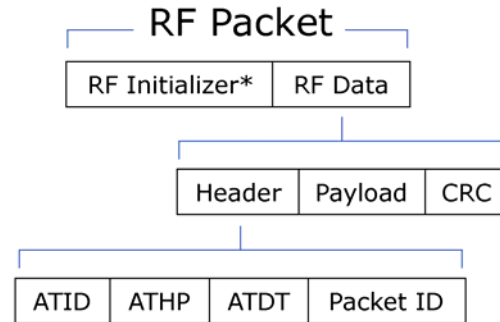 RF Packet
RF Initializer* RF Data
Header Payload CRC
ATID ATHP ATDT Packet ID